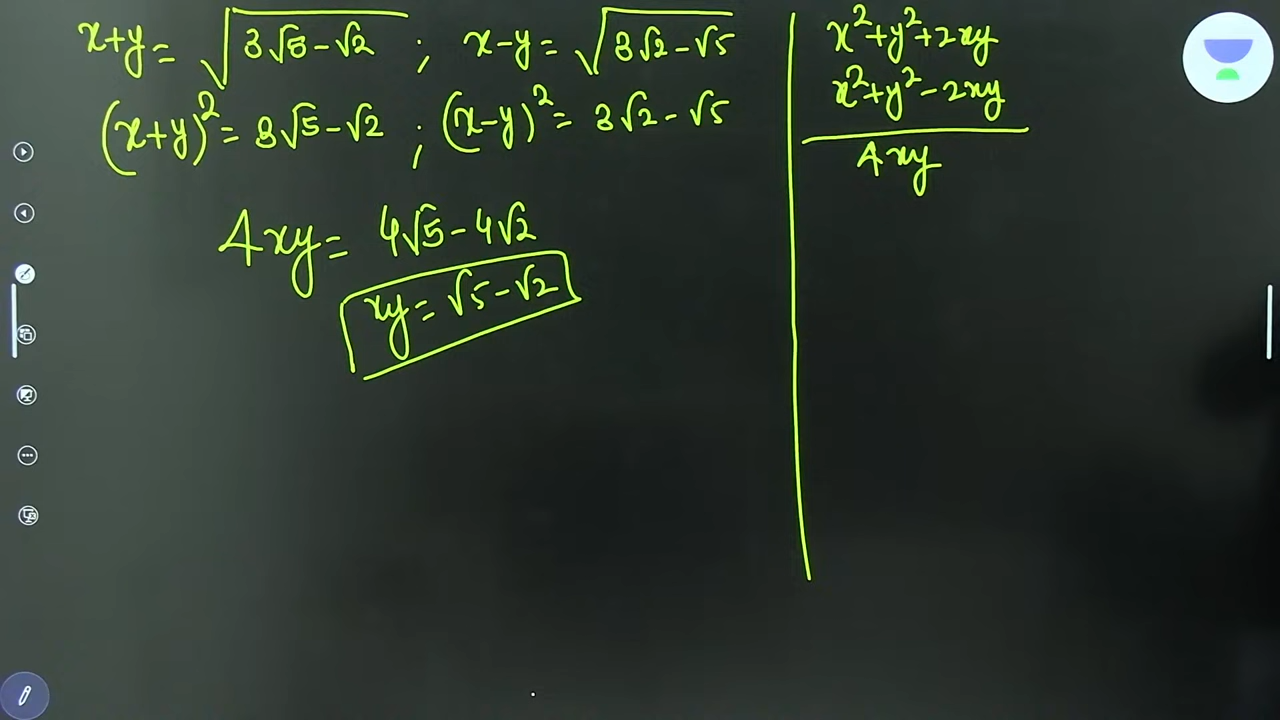 x+y = √(3√5-√2) ; x-y = √(3√2-√5)
(x+y)² = 3√5-√2 ; (x-y)² = 3√2-√5
4xy = 4√5-4√2
xy = √5-√2
x²+y²+2xy
x²+y²-2xy
4xy